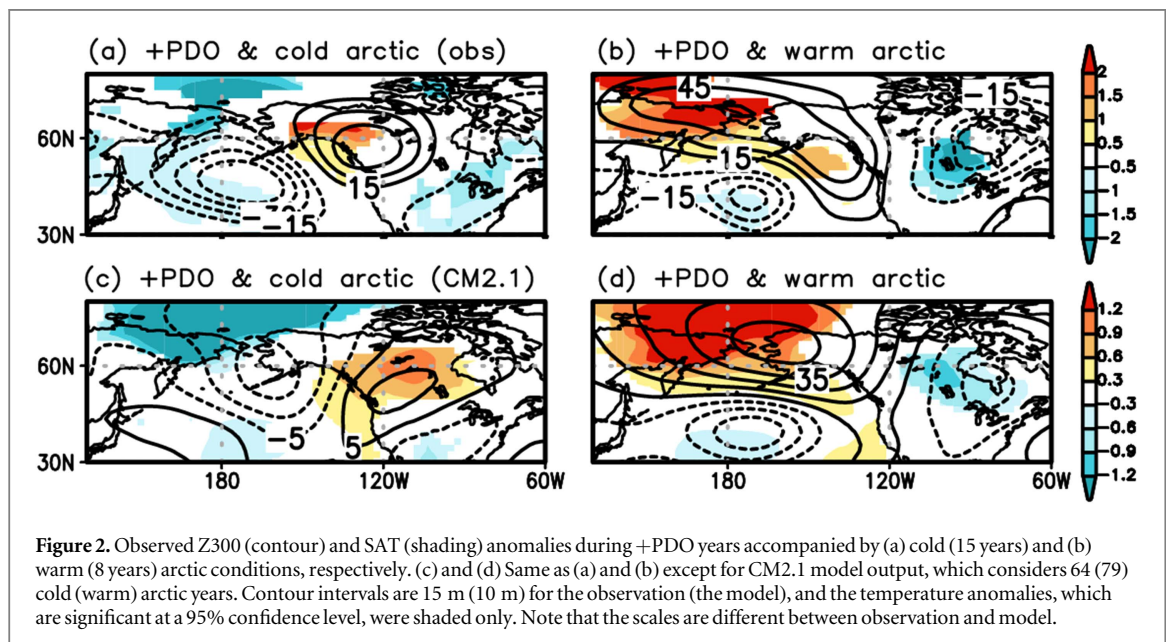 (a) +PDO & cold arctic (obs)
(b) +PDO & warm arctic
60N
30N
15
-15
45
15
-15
-15
2
1.5
1
0.5
-0.5
-1
-1.5
-2
(c) +PDO & cold arctic (CM2.1)
(d) +PDO & warm arctic
60N
30N
-5
5
35
180
120W
60W
180
120W
60W
1.2
0.9
0.6
0.3
-0.3
-0.6
-0.9
-1.2
Figure 2. Observed Z300 (contour) and SAT (shading) anomalies during +PDO years accompanied by (a) cold (15 years) and (b)
warm (8 years) arctic conditions, respectively. (c) and (d) Same as (a) and (b) except for CM2.1 model output, which considers 64 (79)
cold (warm) arctic years. Contour intervals are 15 m (10 m) for the observation (the model), and the temperature anomalies, which
are significant at a 95% confidence level, were shaded only. Note that the scales are different between observation and model.